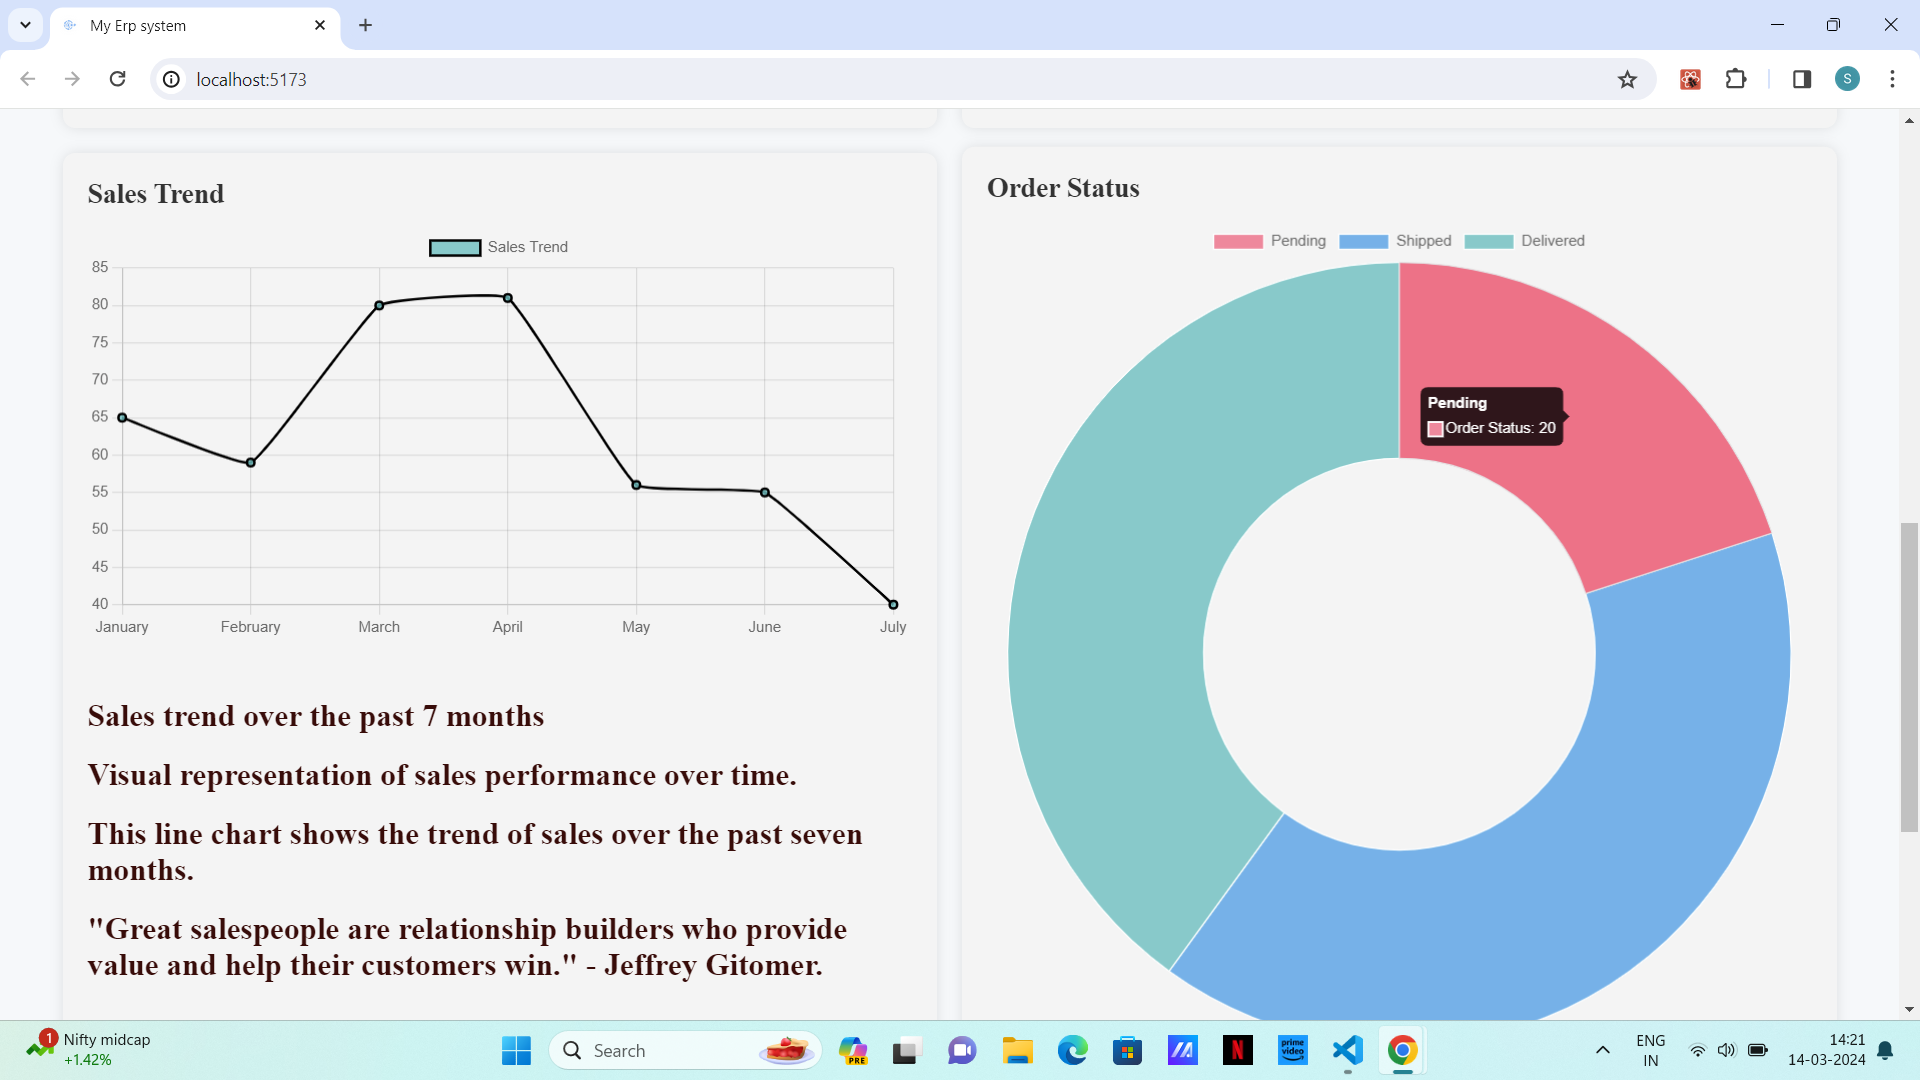 My Erp system
localhost:5173
S
Sales Trend
Sales Trend
85
80
75
70
65
60
55
50
45
40
January February March April May June July
Sales trend over the past 7 months
Visual representation of sales performance over time.
This line chart shows the trend of sales over the past seven
months.
"Great salespeople are relationship builders who provide
value and help their customers win." - Jeffrey Gitomer.
Order Status
Pending Shipped Delivered
Pending
Order Status: 20
1
Nifty midcap
+1.42%
Search
PRE
N
prime
video
ENG
IN
14:21
14-03-2024